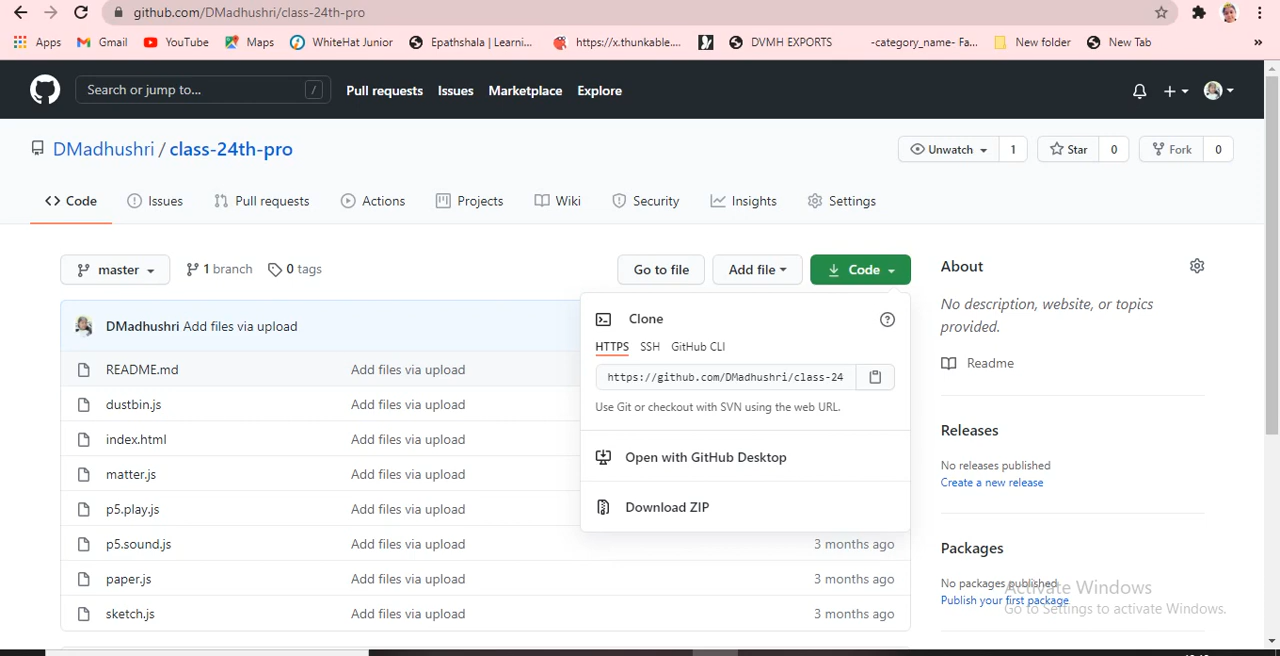 github.com/DMadhushri/class-24th-pro
Apps Gmail YouTube Maps WhiteHat Junior Epathshala | Learni... https://x.thunkable.... DVMH EXPORTS -category_name- Fa... New folder New Tab »
Search or jump to... / Pull requests Issues Marketplace Explore
DMadhushri / class-24th-pro Unwatch 1 Star 0 Fork 0
Code Issues Pull requests Actions Projects Wiki Security Insights Settings
master 1 branch 0 tags Go to file Add file Code
DMadhushri Add files via upload
README.md Add files via upload
dustbin.js Add files via upload
index.html Add files via upload
matter.js Add files via upload
p5.play.js Add files via upload
p5.sound.js Add files via upload 3 months ago
paper.js Add files via upload 3 months ago
sketch.js Add files via upload 3 months ago
Clone
HTTPS SSH GitHub CLI
https://github.com/DMadhushri/class-24
Use Git or checkout with SVN using the web URL.
Open with GitHub Desktop
Download ZIP
About
No description, website, or topics
provided.
Readme
Releases
No releases published
Create a new release
Packages
No packages published
Publish your first package
Activate Windows
Go to Settings to activate Windows.